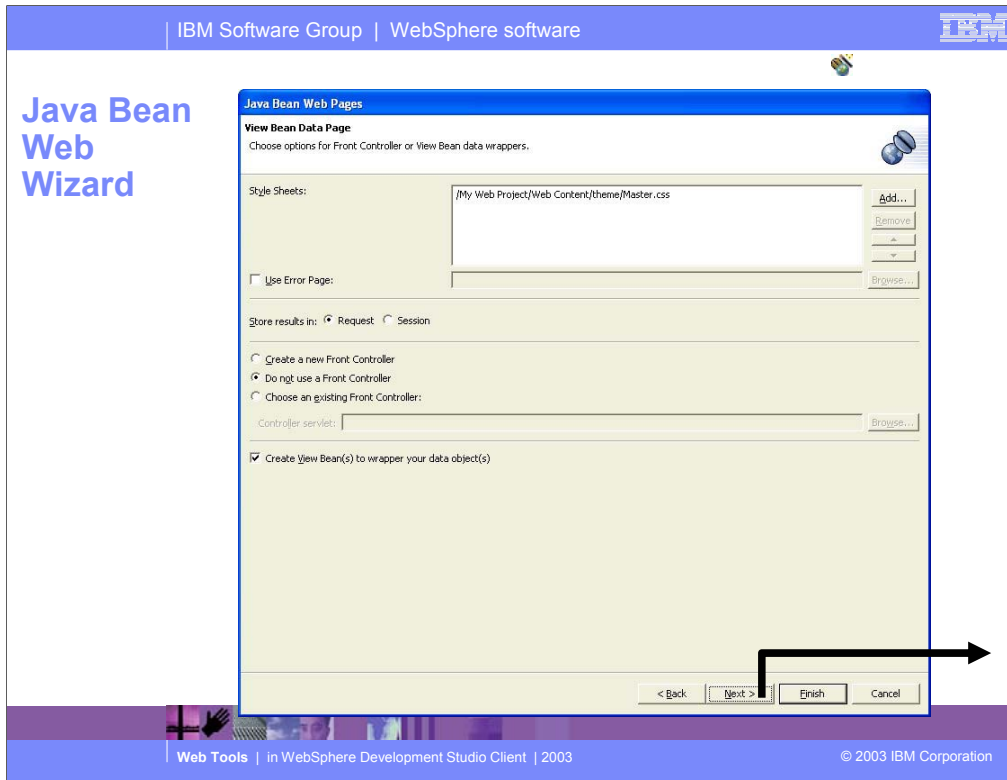 IBM Software Group | WebSphere software
IBM
Java Bean
Web
Wizard
Java Bean Web Pages
View Bean Data Page
Choose options for Front Controller or View Bean data wrappers.
Style Sheets:
/My Web Project/Web Content/theme/Master.css
Add...
Remove
Use Error Page:
Browse...
Store results in: Request Session
Create a new Front Controller
Do not use a Front Controller
Choose an existing Front Controller:
Controller servlet:
Browse...
Create View Bean(s) to wrapper your data object(s)
< Back Next > Finish Cancel
Web Tools | in WebSphere Development Studio Client | 2003
© 2003 IBM Corporation